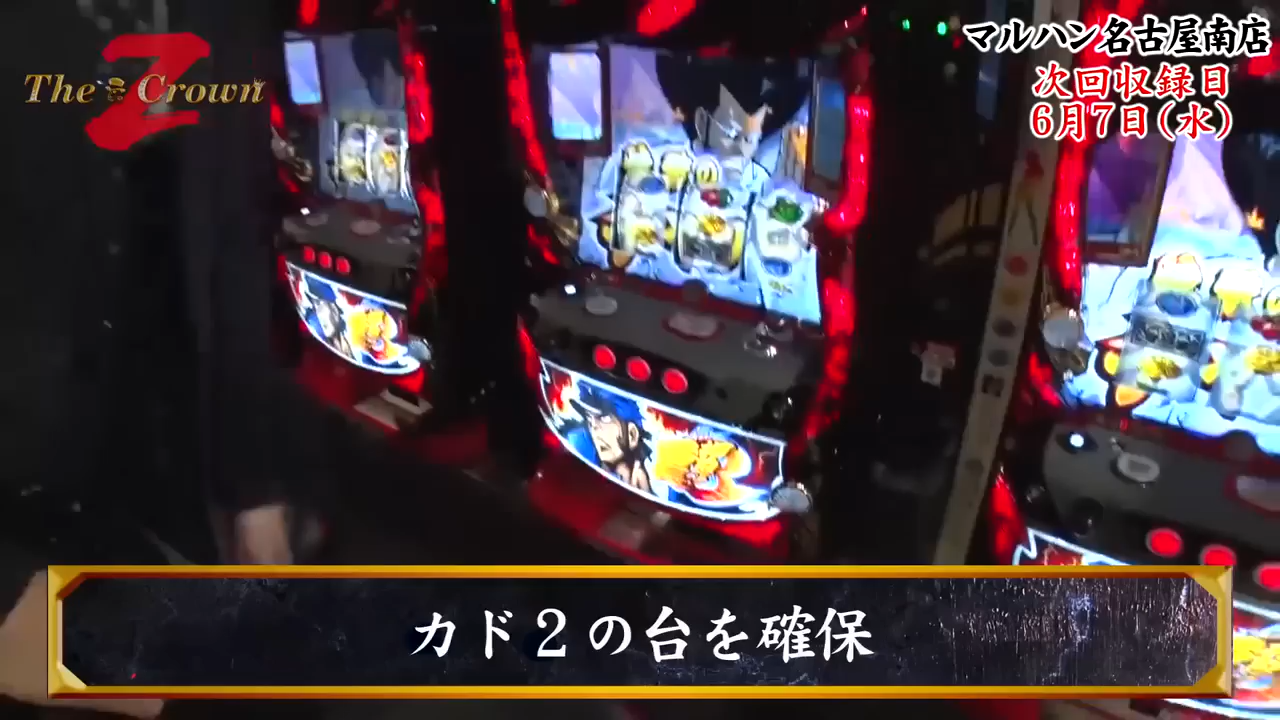 The Crown
Z
マルハン名古屋南店
次回収録日
6月7日(水)
カド2の台を確保